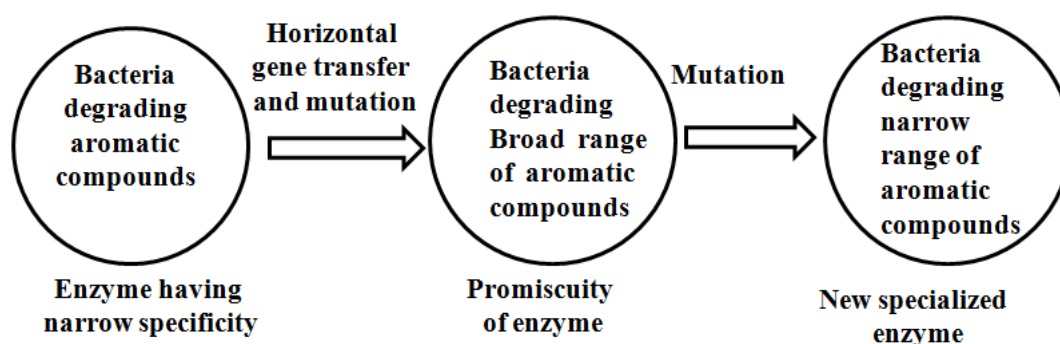 Bacteria
degrading
aromatic
compounds
Enzyme having
narrow specificity
Horizontal
gene transfer
and mutation
Bacteria
degrading
Broad range
of aromatic
compounds
Promiscuity
of enzyme
Mutation
Bacteria
degrading
narrow
range of
aromatic
compounds
New specialized
enzyme